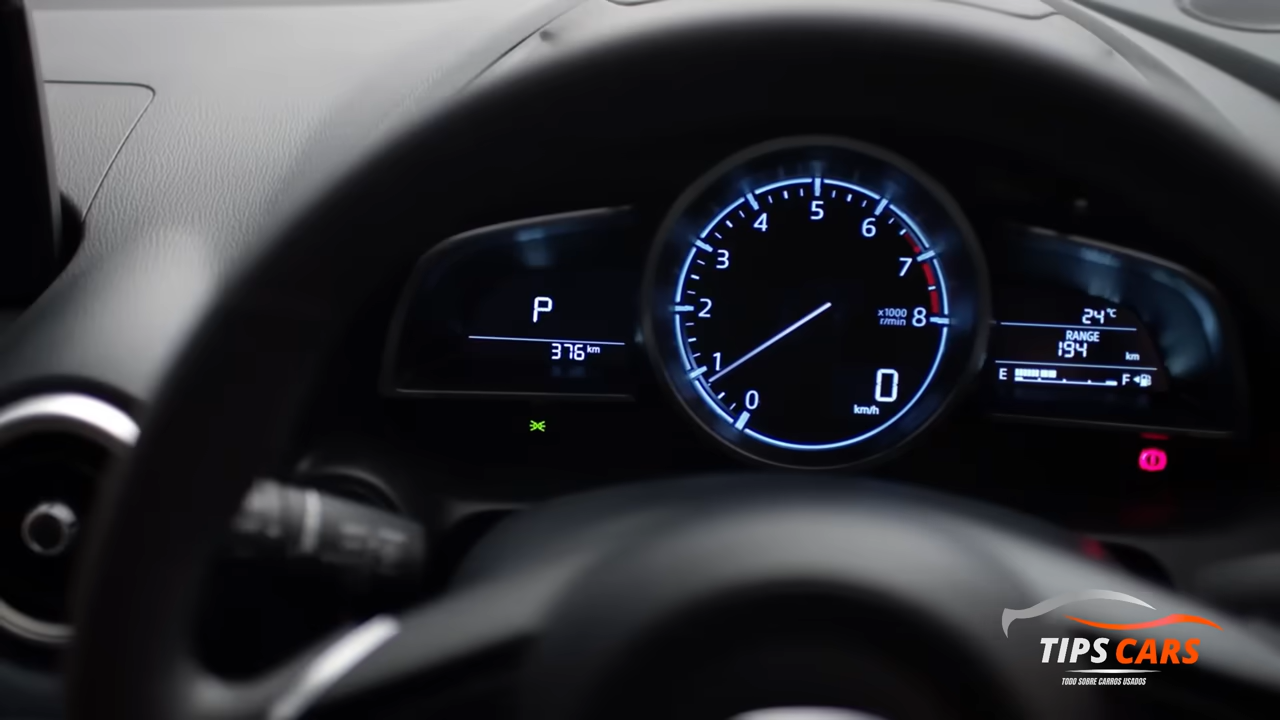 P
376 km
0
1
2
3
4
5
6
7
8
x1000
r/min
0
km/h
24°C
RANGE
194 km
E F
TIPS CARS
TODO SOBRE CARROS USADOS